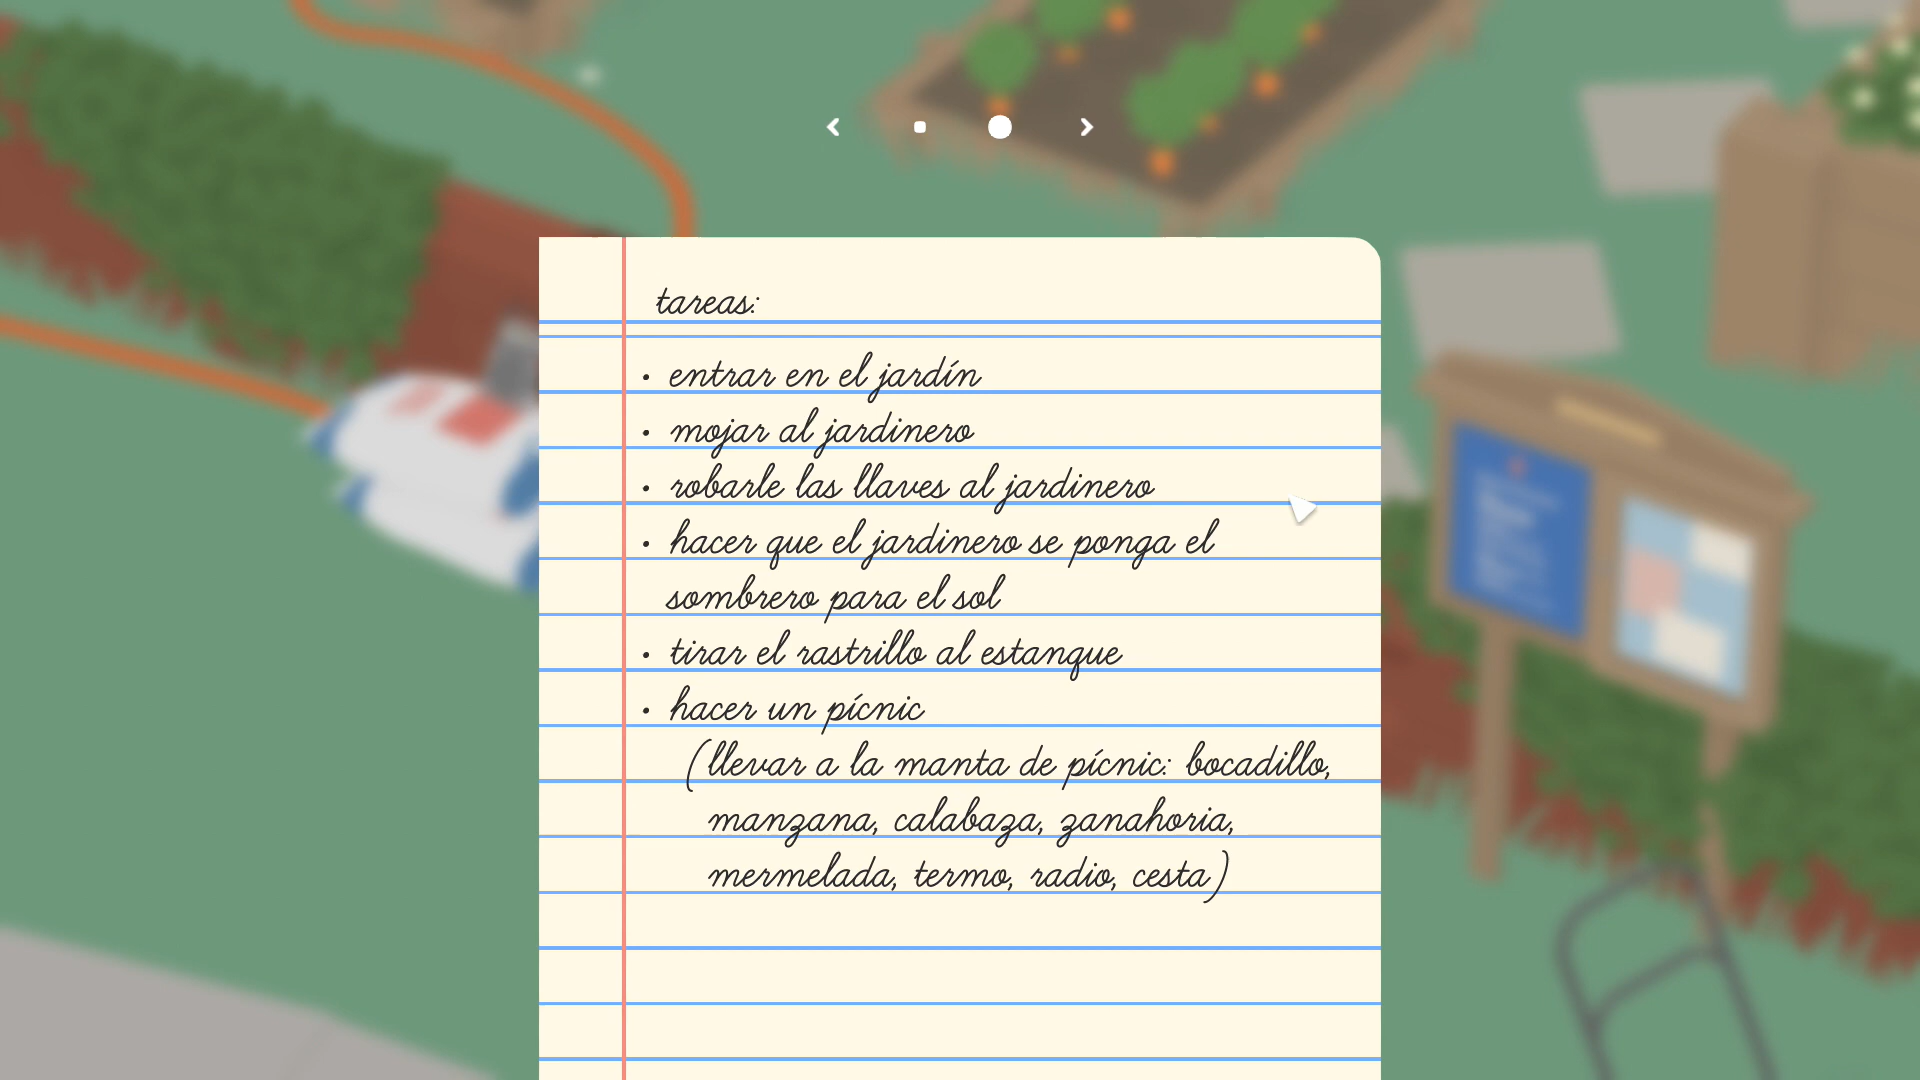 tareas:
• entrar en el jardín
• mojar al jardinero
• robarle las llaves al jardinero
• hacer que el jardinero se ponga el
sombrero para el sol
• tirar el rastrillo al estanque
• hacer un pícnic
(llevar a la manta de pícnic: bocadillo,
manzana, calabaza, zanahoria,
mermelada, termo, radio, cesta)